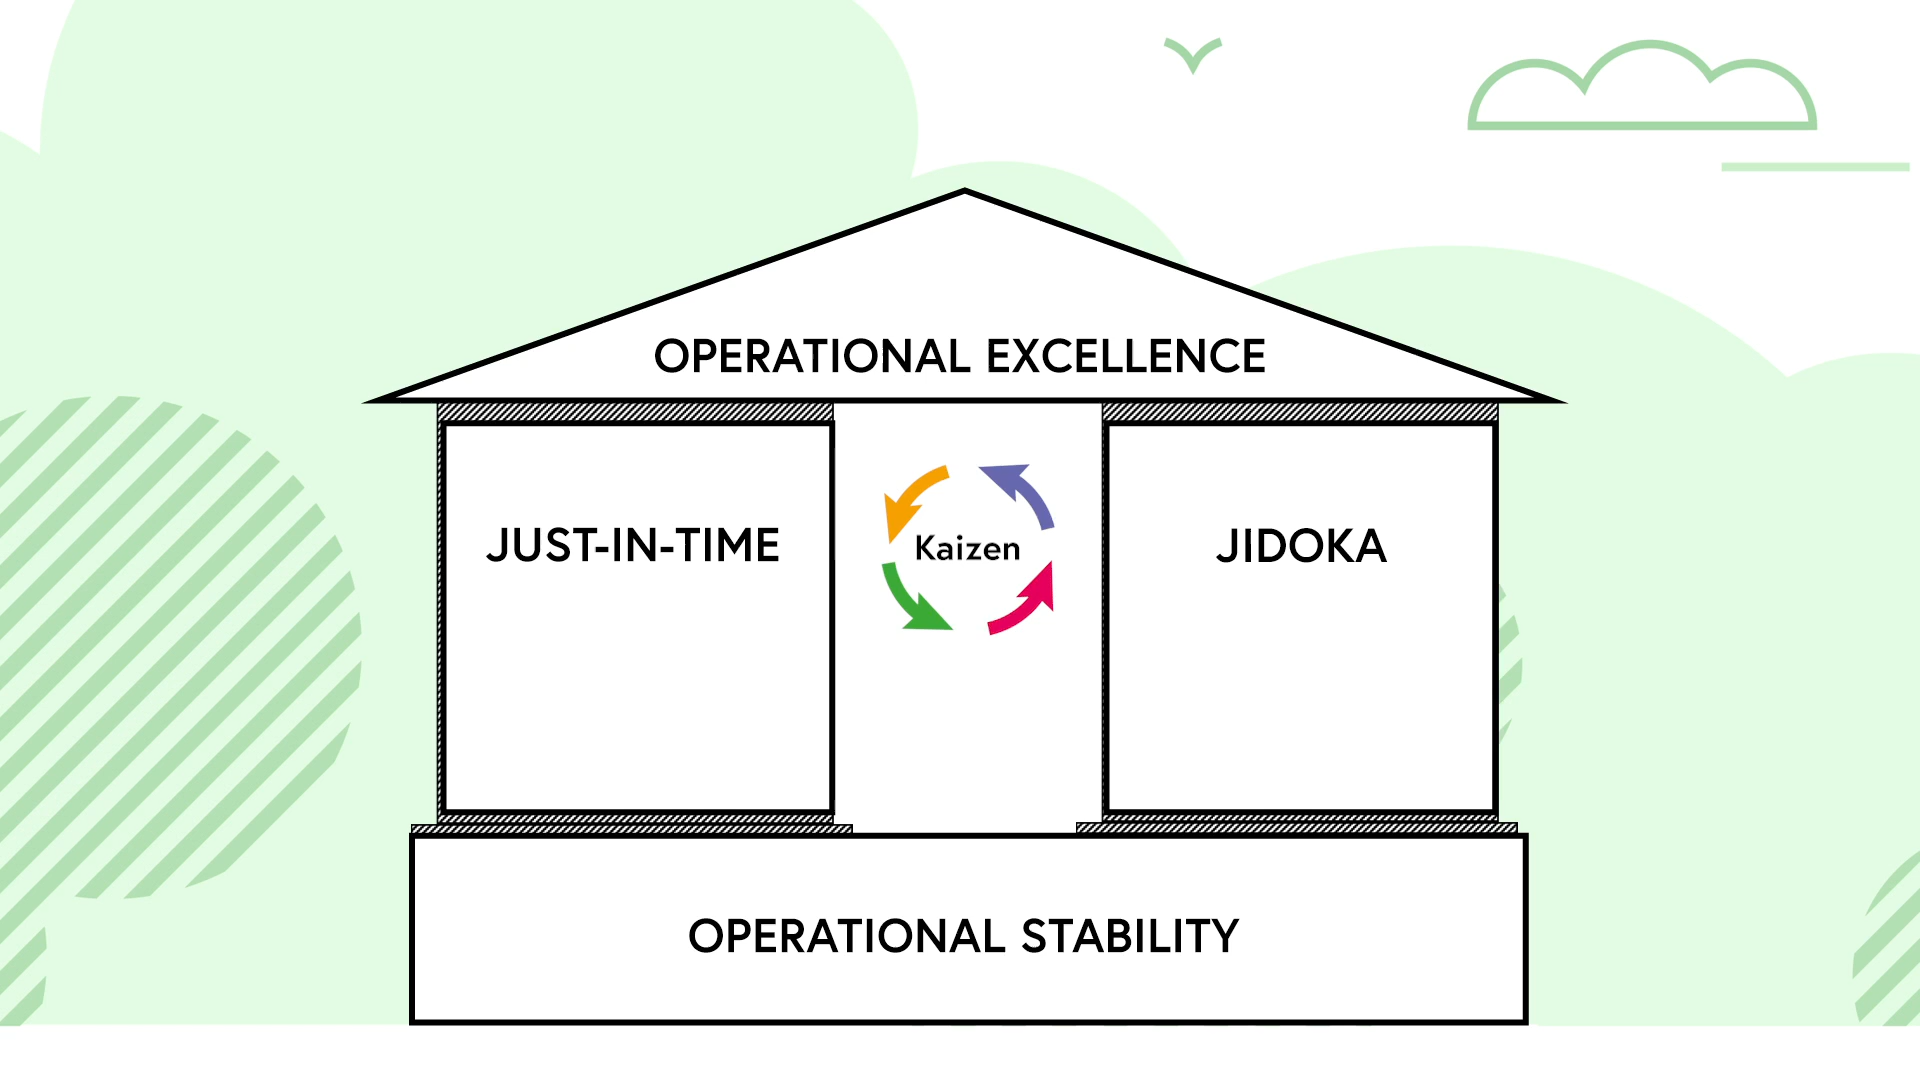 OPERATIONAL EXCELLENCE
JUST-IN-TIME
Kaizen
JIDOKA
OPERATIONAL STABILITY